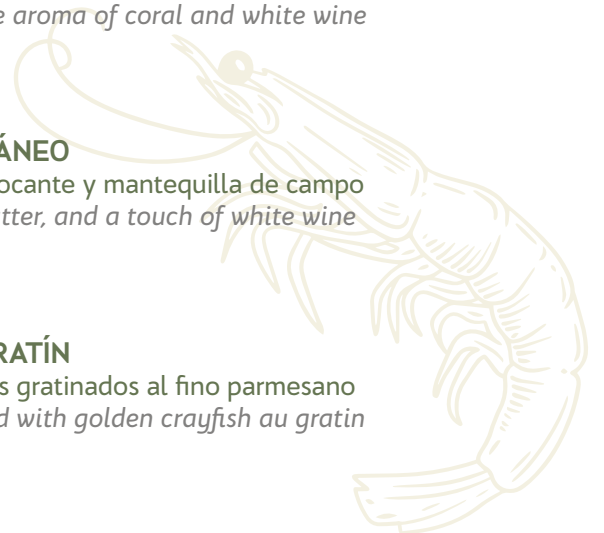 e aroma of coral and white wine
ÁNEO
ocante y mantequilla de campo
tter, and a touch of white wine
RATÍN
s gratinados al fino parmesano
d with golden crayfish au gratin